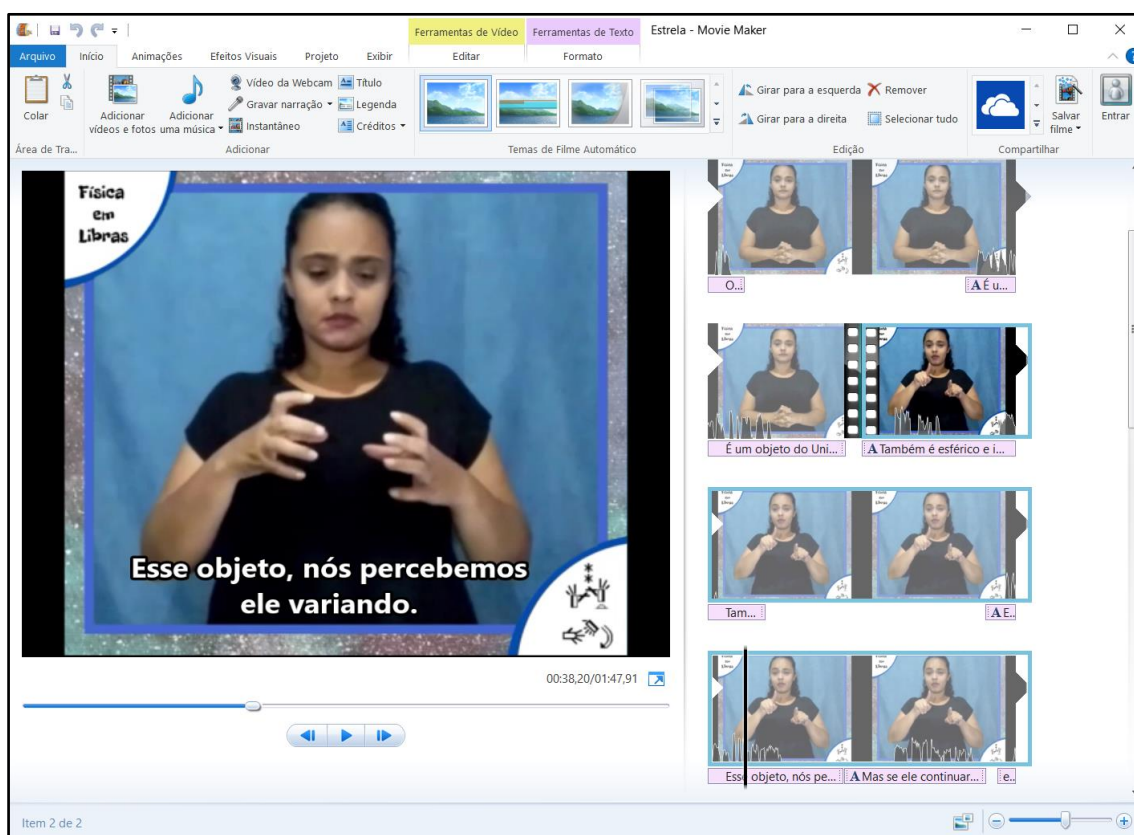 Ferramentas de Vídeo
Ferramentas de Texto
Estrela - Movie Maker
Arquivo
Início
Animações
Efeitos Visuais
Projeto
Exibir
Editar
Formato
Colar
Adicionar vídeos e fotos
Adicionar uma música
Vídeo da Webcam
Gravar narração
Instantâneo
Título
Legenda
Créditos
Girar para a esquerda
Girar para a direita
Remover
Selecionar tudo
Salvar filme
Entrar
Área de Tra...
Adicionar
Temas de Filme Automático
Edição
Compartilhar
Física
em
Libras
Esse objeto, nós percebemos
ele variando.
00:38,20/01:47,91
O...
A É u...
É um objeto do Uni...
A Também é esférico e i...
Tam...
A E..
Esse objeto, nós pe...
A Mas se ele continuar...
e..
Item 2 de 2